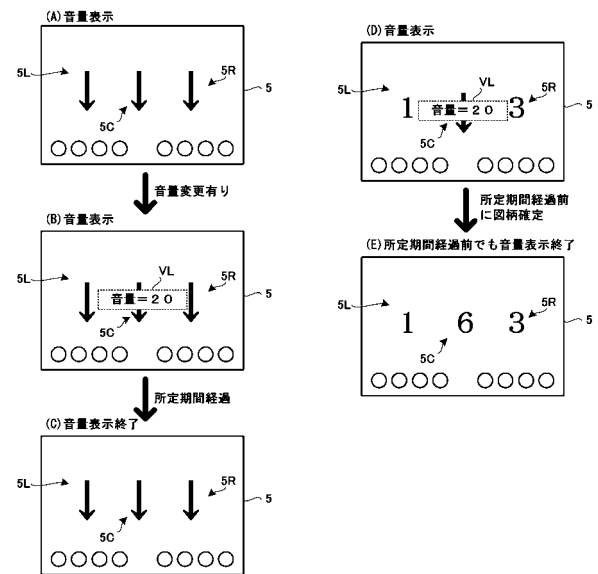 (A)音量表示
5L
5R
5
5C
音量変更有り
(B)音量表示
VL
5L
5R
音量=20
5
5C
所定期間経過
(C)音量表示終了
5L
5R
5
5C
(D)音量表示
VL
5L
5R
1 音量=20 3
5
5C
所定期間経過前
に図柄確定
(E)所定期間経過前でも音量表示終了
5L
5R
1 6 3
5
5C